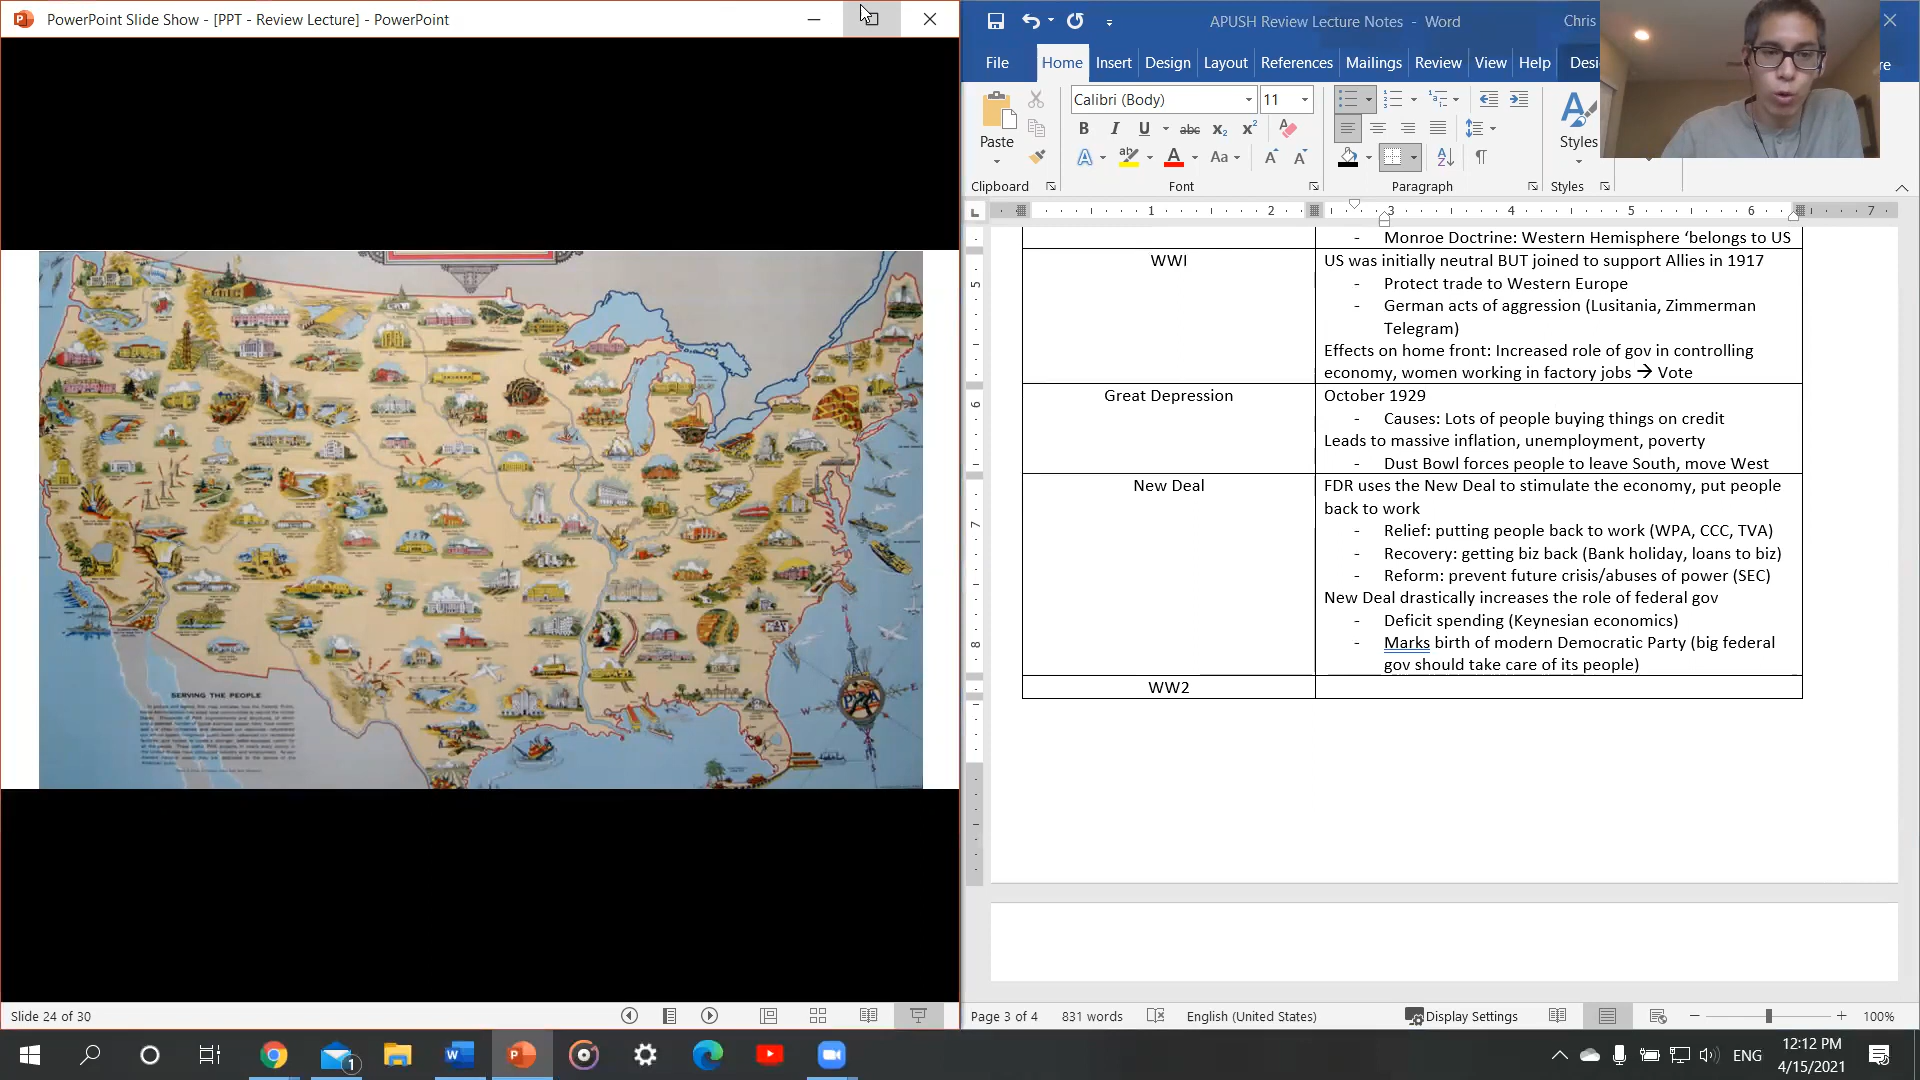 PowerPoint Slide Show - [PPT - Review Lecture] - PowerPoint
SERVING THE PEOPLE
Slide 24 of 30
APUSH Review Lecture Notes - Word
Chris
File Home Insert Design Layout References Mailings Review View Help
Calibri (Body) 11
Paste
Styles
Clipboard Font Paragraph Styles
1 2 3 4 5 6 7
- Monroe Doctrine: Western Hemisphere ‘belongs to US
WWI
US was initially neutral BUT joined to support Allies in 1917
- Protect trade to Western Europe
- German acts of aggression (Lusitania, Zimmerman
Telegram)
Effects on home front: Increased role of gov in controlling
economy, women working in factory jobs → Vote
Great Depression
October 1929
- Causes: Lots of people buying things on credit
Leads to massive inflation, unemployment, poverty
- Dust Bowl forces people to leave South, move West
New Deal
FDR uses the New Deal to stimulate the economy, put people
back to work
- Relief: putting people back to work (WPA, CCC, TVA)
- Recovery: getting biz back (Bank holiday, loans to biz)
- Reform: prevent future crisis/abuses of power (SEC)
New Deal drastically increases the role of federal gov
- Deficit spending (Keynesian economics)
- Marks birth of modern Democratic Party (big federal
gov should take care of its people)
WW2
Page 3 of 4 831 words English (United States) Display Settings 100%
ENG
12:12 PM
4/15/2021